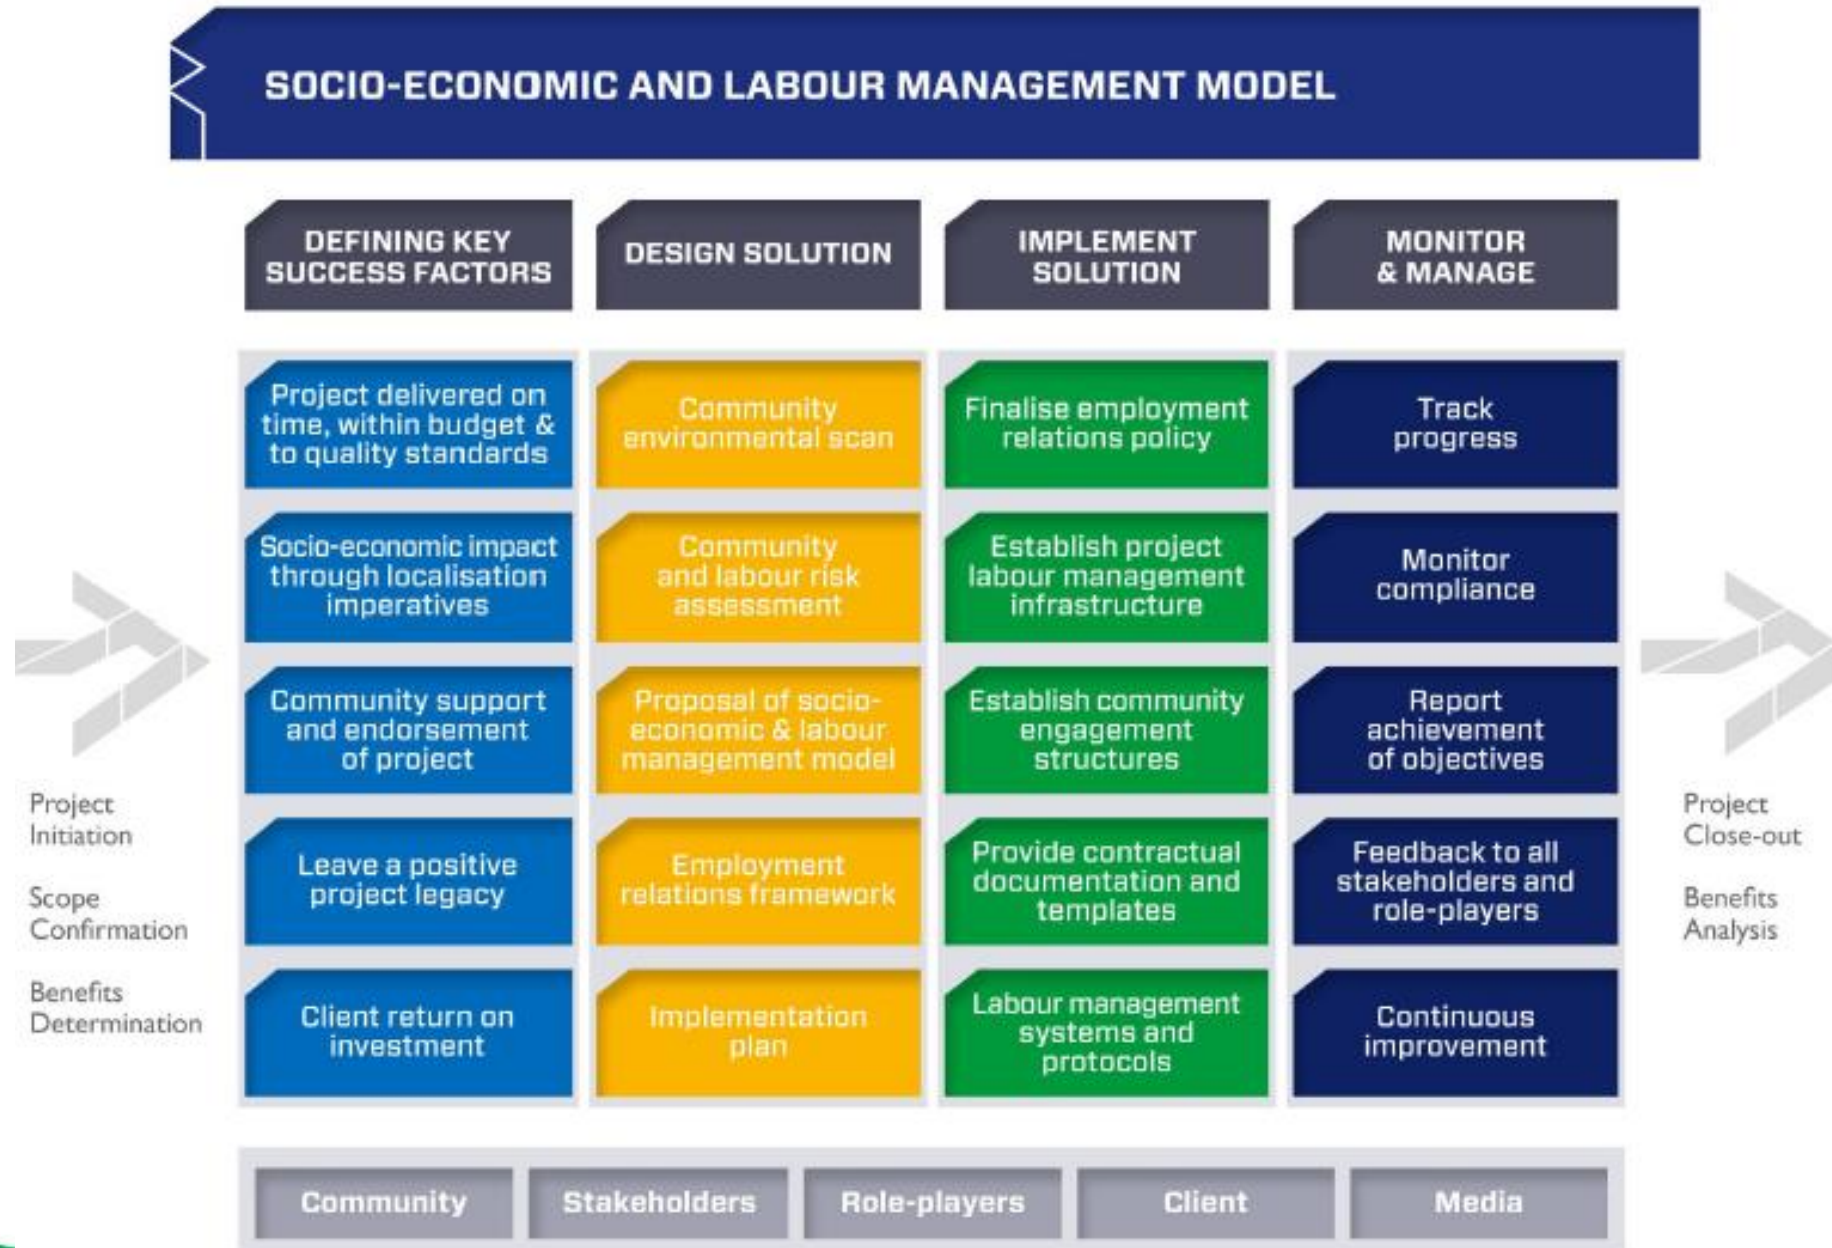 SOCIO-ECONOMIC AND LABOUR MANAGEMENT MODEL
DEFINING KEY
SUCCESS FACTORS
DESIGN SOLUTION
IMPLEMENT
SOLUTION
MONITOR
& MANAGE
Project delivered on
time, within budget &
to quality standards
Socio-economic impact
through localisation
imperatives
Community support
and endorsement
of project
Leave a positive
project legacy
Client return on
investment
Community
environmental scan
Community
and labour risk
assessment
Proposal of socio-
economic & labour
management model
Employment
relations framework
Implementation
plan
Finalise employment
relations policy
Establish project
labour management
infrastructure
Establish community
engagement
structures
Provide contractual
documentation and
templates
Labour management
systems and
protocols
Track
progress
Monitor
compliance
Report
achievement
of objectives
Feedback to all
stakeholders and
role-players
Continuous
improvement
Project
Initiation
Scope
Confirmation
Benefits
Determination
Project
Close-out
Benefits
Analysis
Community
Stakeholders
Role-players
Client
Media